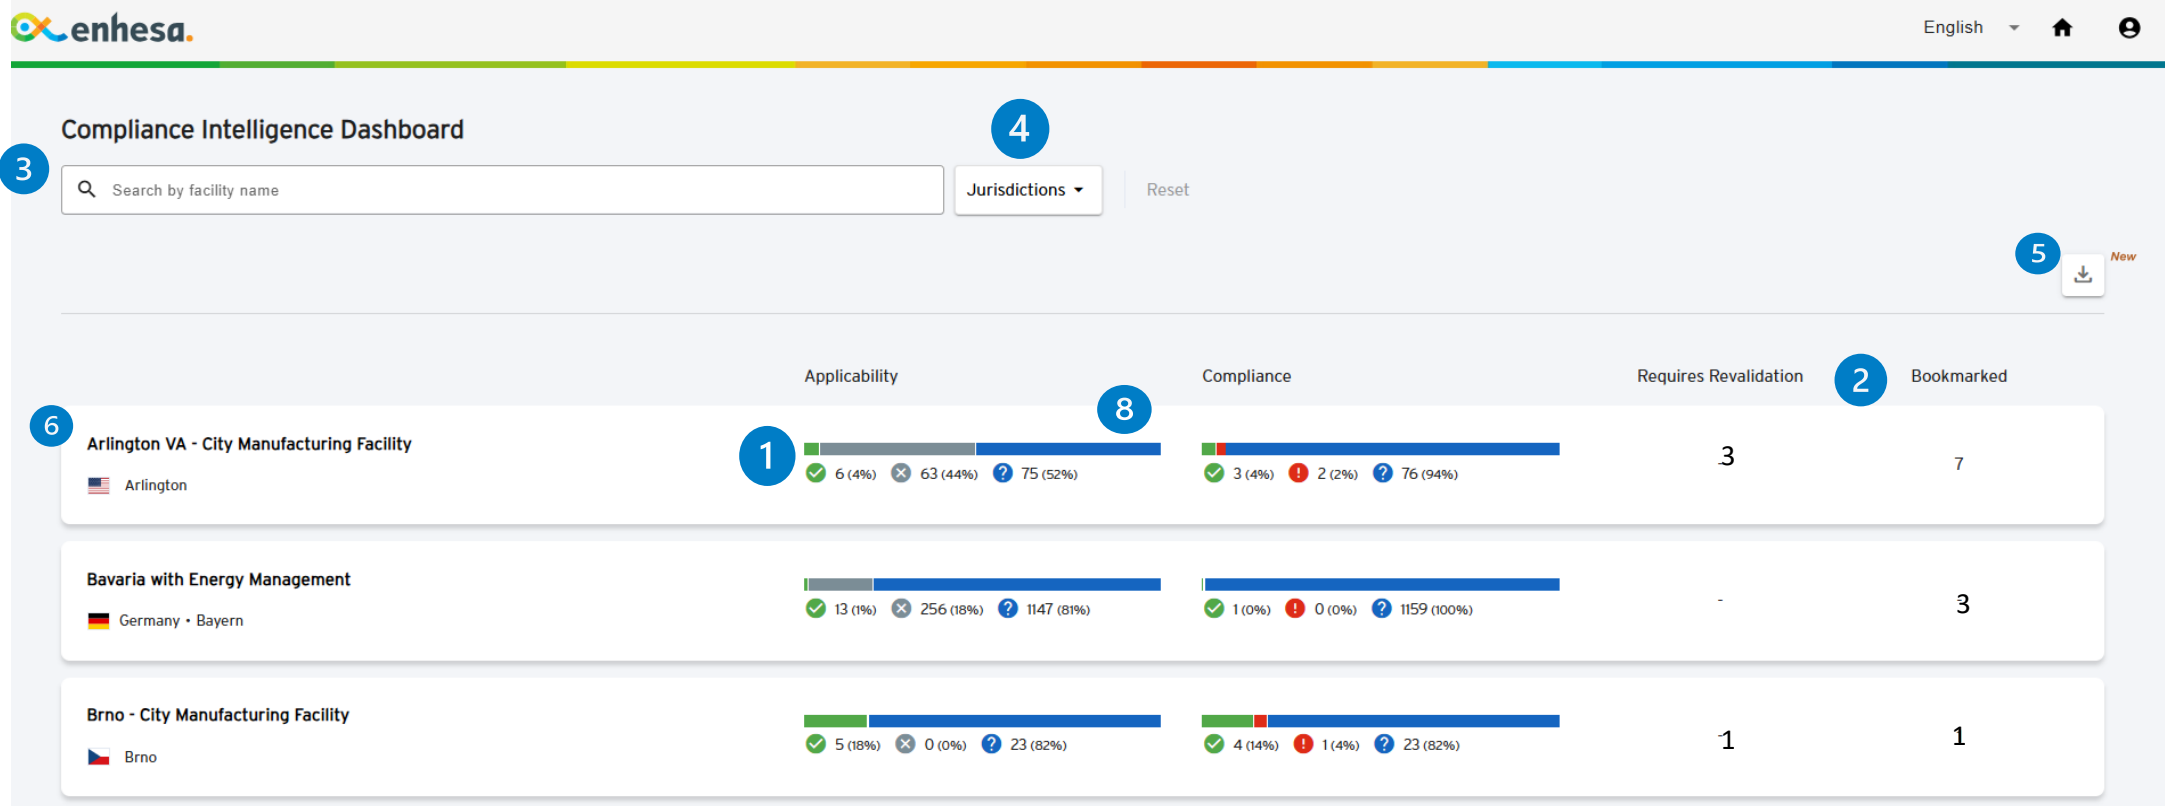 enhesa.
English
Compliance Intelligence Dashboard
4
3
Search by facility name
Jurisdictions
Reset
5
New
Applicability
Compliance
Requires Revalidation
2
Bookmarked
8
6
Arlington VA - City Manufacturing Facility
1
3
7
6 (4%) 63 (44%) ? 75 (52%)
3 (4%) ! 2 (2%) ? 76 (94%)
Arlington
Bavaria with Energy Management
13 (1%) 256 (18%) ? 1147 (81%)
1 (0%) ! 0 (0%) ? 1159 (100%)
-
3
Germany • Bayern
Brno - City Manufacturing Facility
5 (18%) 0 (0%) ? 23 (82%)
4 (14%) ! 1 (4%) ? 23 (82%)
1
1
Brno